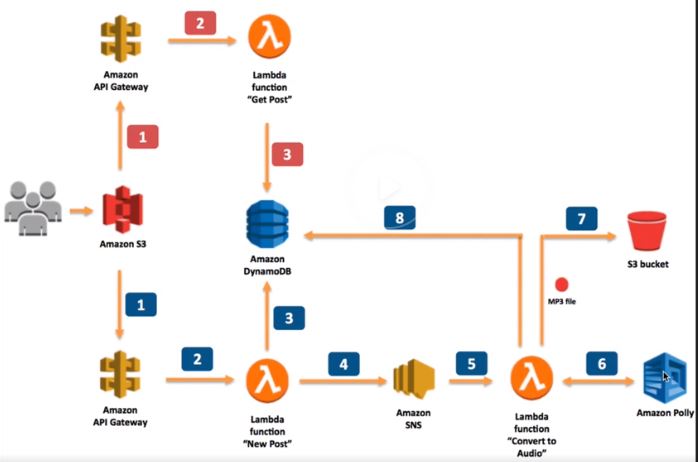 2
Amazon
API Gateway
Lambda
function
"Get Post"
1
3
Amazon S3
8
7
Amazon
DynamoDB
S3 bucket
MP3 file
1
3
2
4
5
6
Amazon
API Gateway
Lambda
function
"New Post"
Amazon
SNS
Lambda
function
"Convert to
Audio"
Amazon Polly